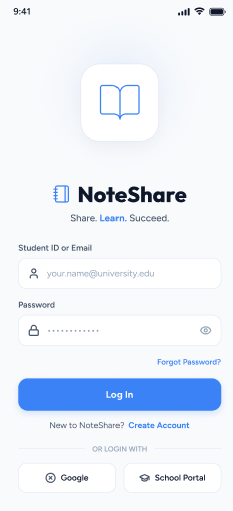 9:41
NoteShare
Share. Learn. Succeed.
Student ID or Email
your.name@university.edu
Password
Forgot Password?
Log In
New to NoteShare? Create Account
OR LOGIN WITH
Google
School Portal